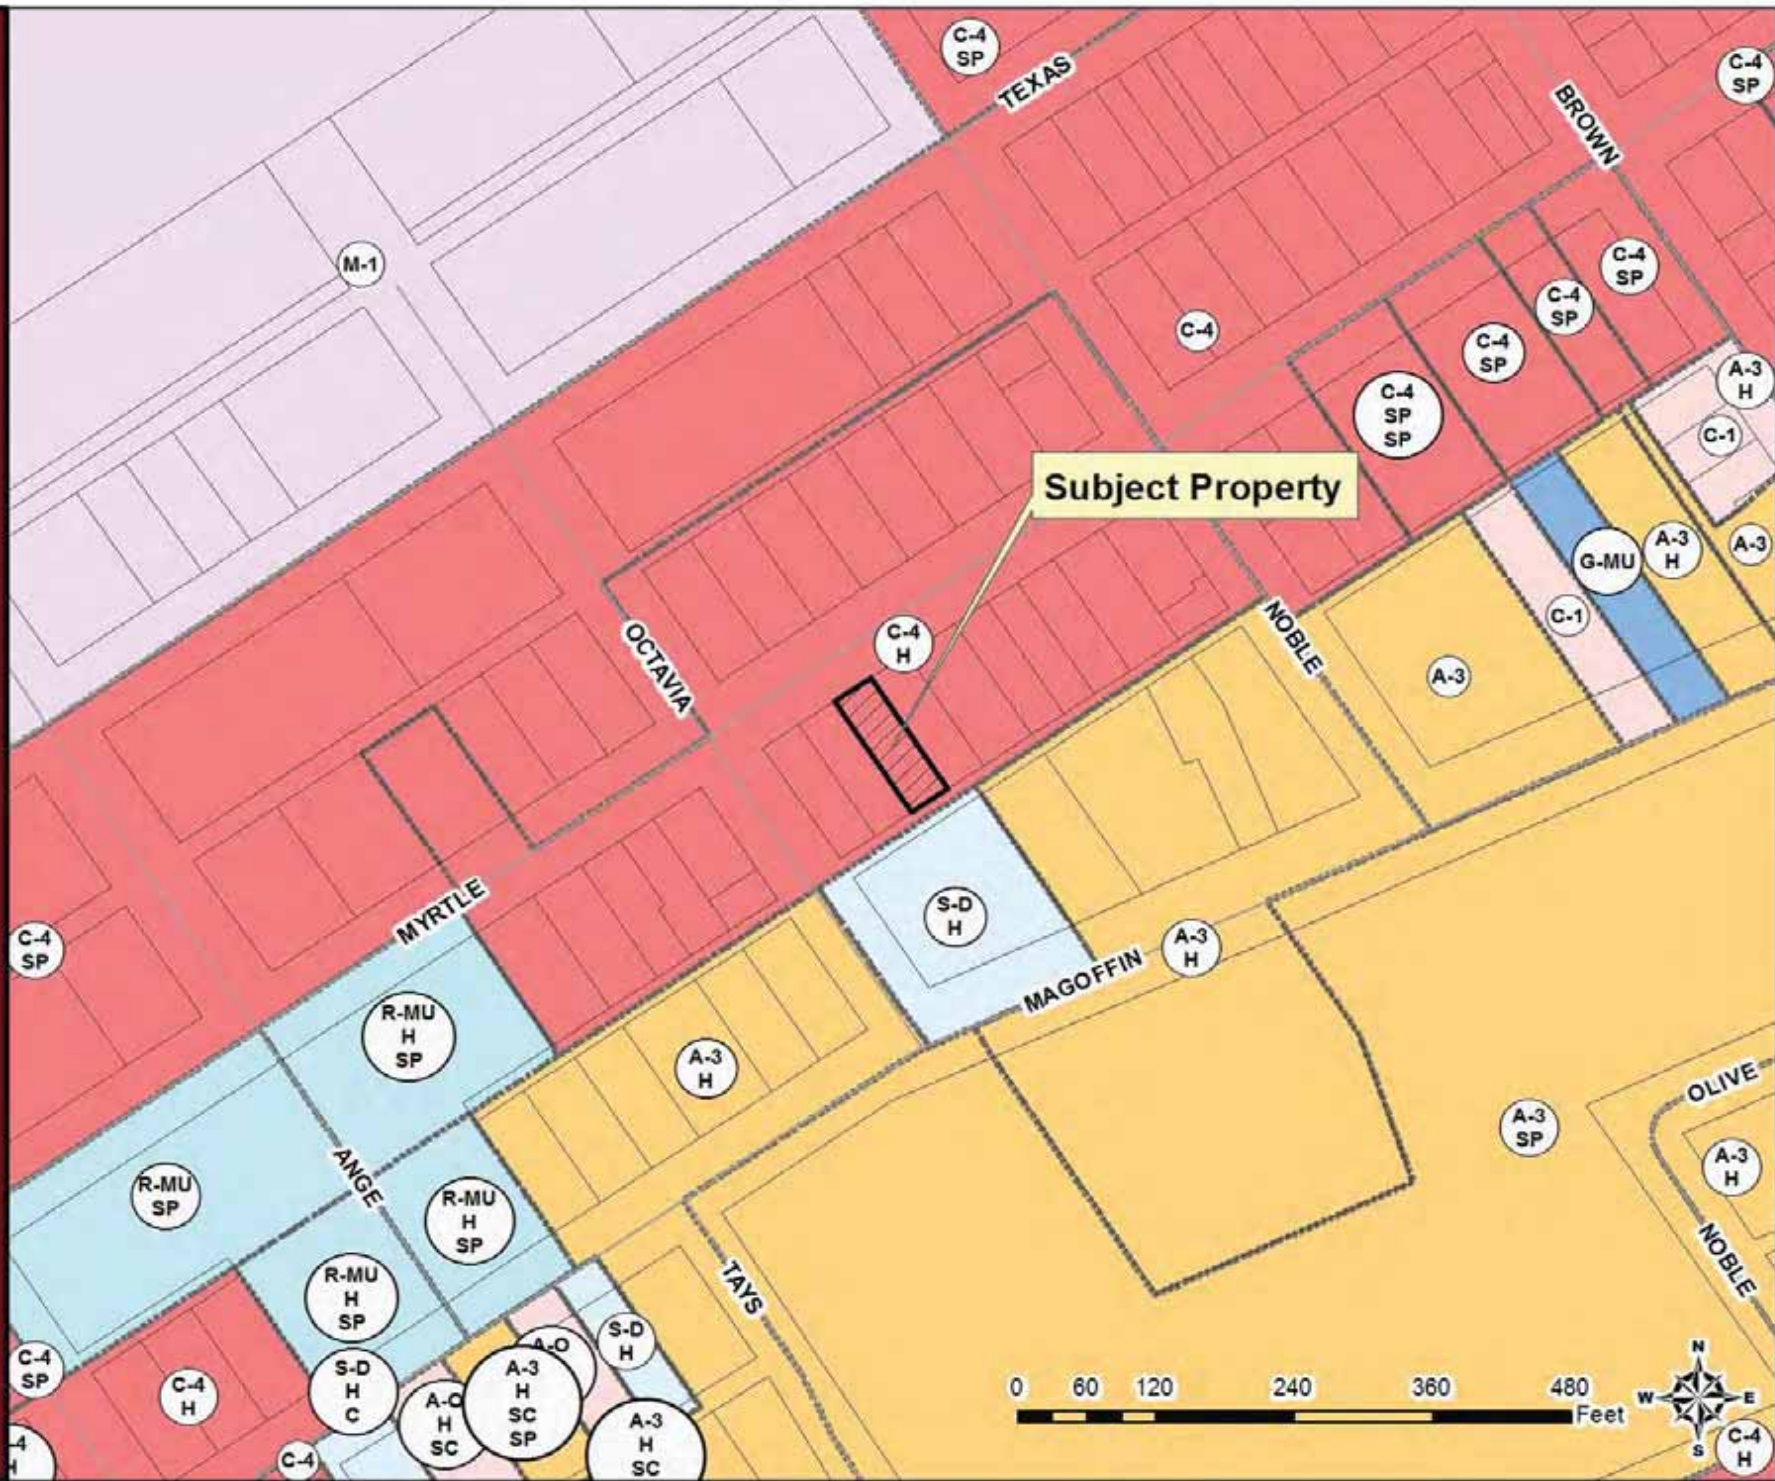 C-4
SP
TEXAS
C-4
SP
BROWN
M-1
C-4
SP
C-4
SP
C-4
C-4
SP
A-3
H
C-4
SP
SP
C-1
Subject Property
G-MU
A-3
H
A-3
C-1
OCTAVIA
C-4
H
NOBLE
A-3
MYRTLE
S-D
H
C-4
SP
A-3
H
MAGOFFIN
R-MU
H
SP
A-3
H
OLIVE
A-3
SP
A-3
H
ANGE
R-MU
SP
R-MU
H
SP
NOBLE
TAYS
R-MU
H
SP
S-D
H
A-O
C-4
SP
C-4
H
S-D
H
C
A-O
H
SC
A-3
H
SC
SP
A-3
H
SC
C-4
-4
H
0 60 120 240 360 480
Feet
N
W
E
S
C-4
H